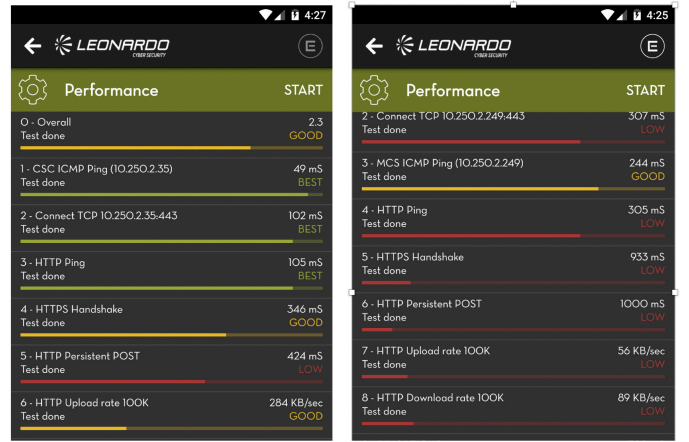 4:27
LEONARDO
CYBER SECURITY
E
Performance START
0 - Overall 2.3
Test done GOOD
1 - CSC ICMP Ping (10.250.2.35) 49 mS
Test done BEST
2 - Connect TCP 10.250.2.35:443 102 mS
Test done BEST
3 - HTTP Ping 105 mS
Test done BEST
4 - HTTPS Handshake 346 mS
Test done GOOD
5 - HTTP Persistent POST 424 mS
Test done LOW
6 - HTTP Upload rate 100K 284 KB/sec
Test done GOOD
4:25
LEONARDO
CYBER SECURITY
E
Performance START
2 - Connect TCP 10.250.2.249:443 307 mS
Test done LOW
3 - MCS ICMP Ping (10.250.2.249) 244 mS
Test done GOOD
4 - HTTP Ping 305 mS
Test done LOW
5 - HTTPS Handshake 933 mS
Test done LOW
6 - HTTP Persistent POST 1000 mS
Test done LOW
7 - HTTP Upload rate 100K 56 KB/sec
Test done LOW
8 - HTTP Download rate 100K 89 KB/sec
Test done LOW